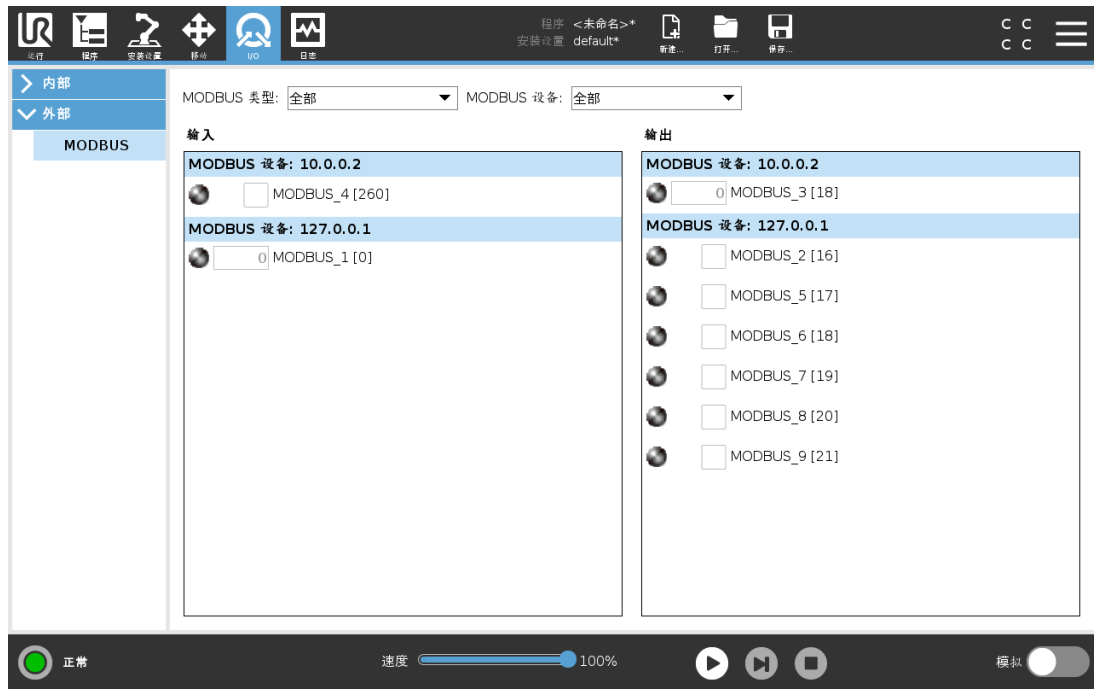 程序 <未命名>*
安装设置 default*
C C
C C
运行 程序 安装设置 移动 I/O 日志 新建... 打开... 保存...
内部
外部
MODBUS
MODBUS 类型: 全部 MODBUS 设备: 全部
输入 输出
MODBUS 设备: 10.0.0.2
MODBUS_4 [260]
MODBUS 设备: 127.0.0.1
0 MODBUS_1 [0]
MODBUS 设备: 10.0.0.2
0 MODBUS_3 [18]
MODBUS 设备: 127.0.0.1
MODBUS_2 [16]
MODBUS_5 [17]
MODBUS_6 [18]
MODBUS_7 [19]
MODBUS_8 [20]
MODBUS_9 [21]
正常 速度 100% 模拟